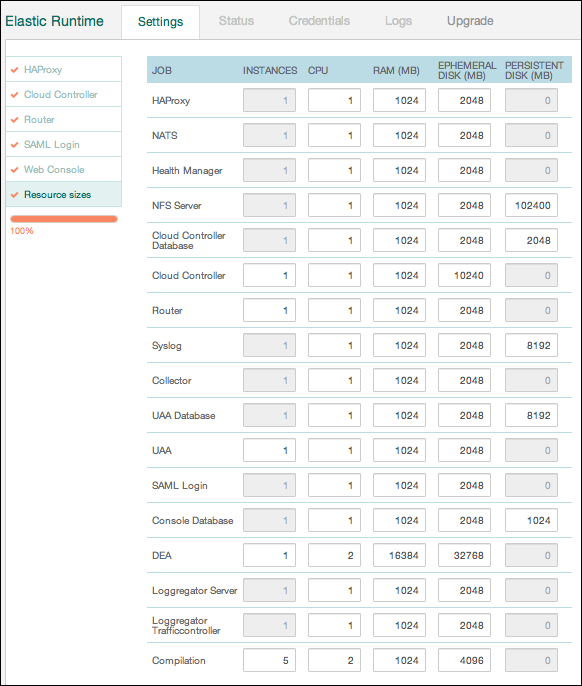 Elastic Runtime Settings Status Credentials Logs Upgrade
HAProxy
Cloud Controller
Router
SAML Login
Web Console
Resource sizes
100%
JOB INSTANCES CPU RAM (MB) EPHEMERAL DISK (MB) PERSISTENT DISK (MB)
HAProxy 1 1 1024 2048 0
NATS 1 1 1024 2048 0
Health Manager 1 1 1024 2048 0
NFS Server 1 1 1024 2048 102400
Cloud Controller Database 1 1 1024 2048 2048
Cloud Controller 1 1 1024 10240 0
Router 1 1 1024 2048 0
Syslog 1 1 1024 2048 8192
Collector 1 1 1024 2048 0
UAA Database 1 1 1024 2048 8192
UAA 1 1 1024 2048 0
SAML Login 1 1 1024 2048 0
Console Database 1 1 1024 2048 1024
DEA 1 2 16384 32768 0
Loggregator Server 1 1 1024 2048 0
Loggregator Trafficcontroller 1 1 1024 2048 0
Compilation 5 2 1024 4096 0